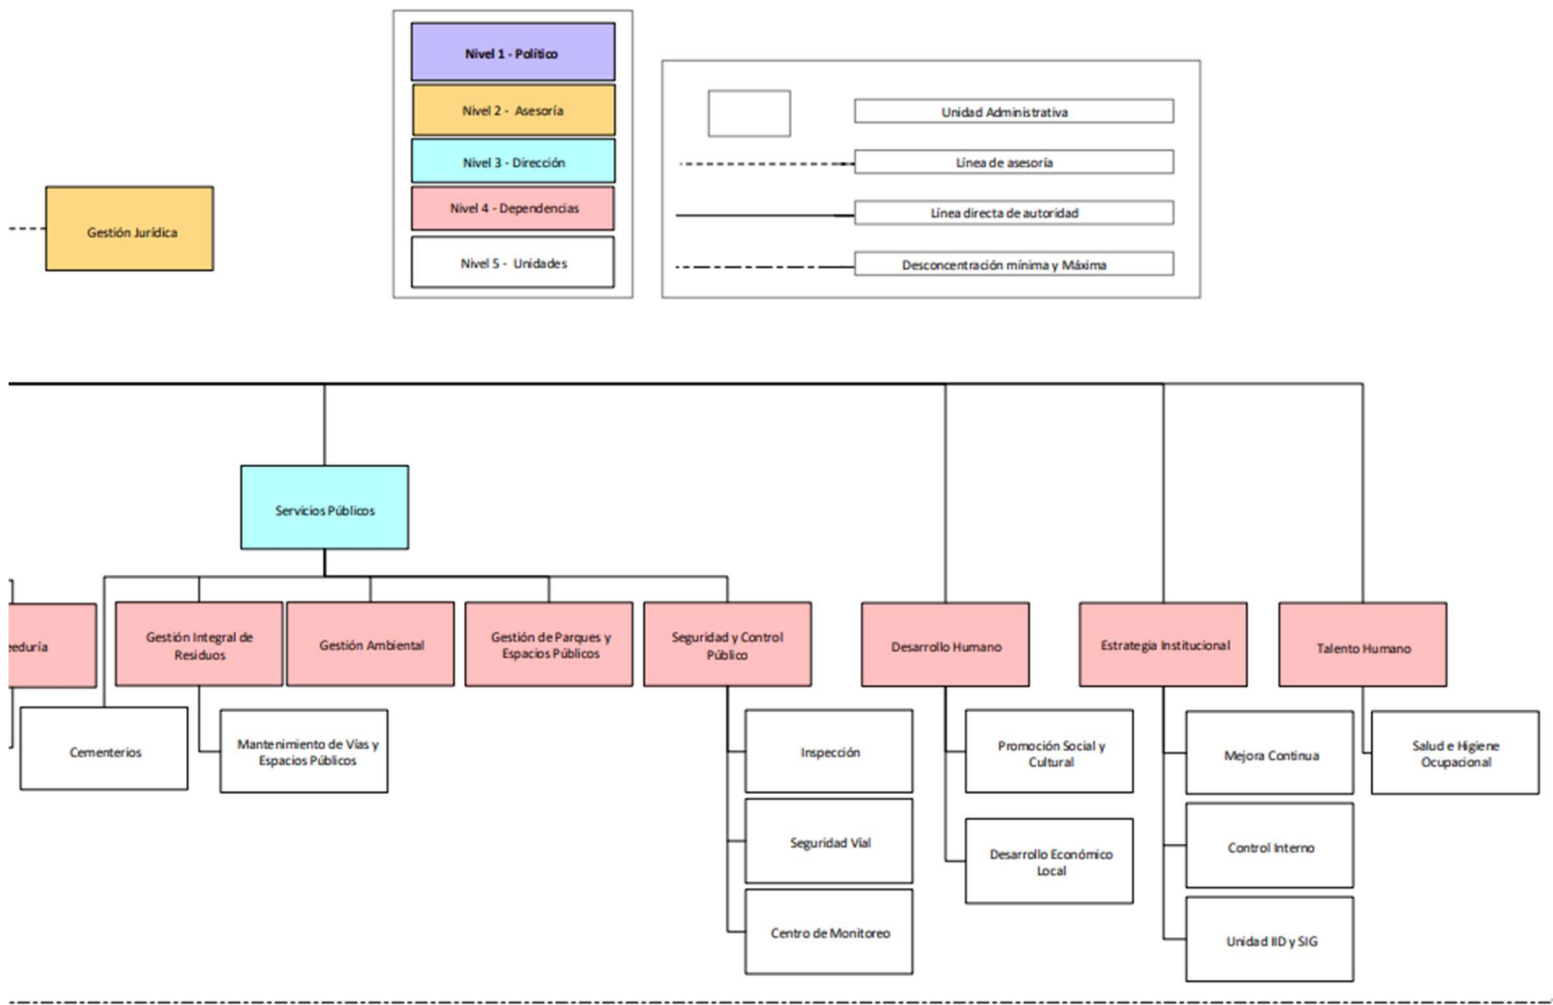 Nivel 1 - Político
Nivel 2 - Asesoría
Nivel 3 - Dirección
Nivel 4 - Dependencias
Nivel 5 - Unidades
Unidad Administrativa
Línea de asesoría
Línea directa de autoridad
Desconcentración mínima y Máxima
Gestión Jurídica
Servicios Públicos
eeduría
Gestión Integral de
Residuos
Gestión Ambiental
Gestión de Parques y
Espacios Públicos
Seguridad y Control
Público
Desarrollo Humano
Estrategia Institucional
Talento Humano
Cementerios
Mantenimiento de Vías y
Espacios Públicos
Inspección
Seguridad Víal
Centro de Monitoreo
Promoción Social y
Cultural
Desarrollo Económico
Local
Mejora Continua
Control Interno
Unidad IID y SIG
Salud e Higiene
Ocupacional